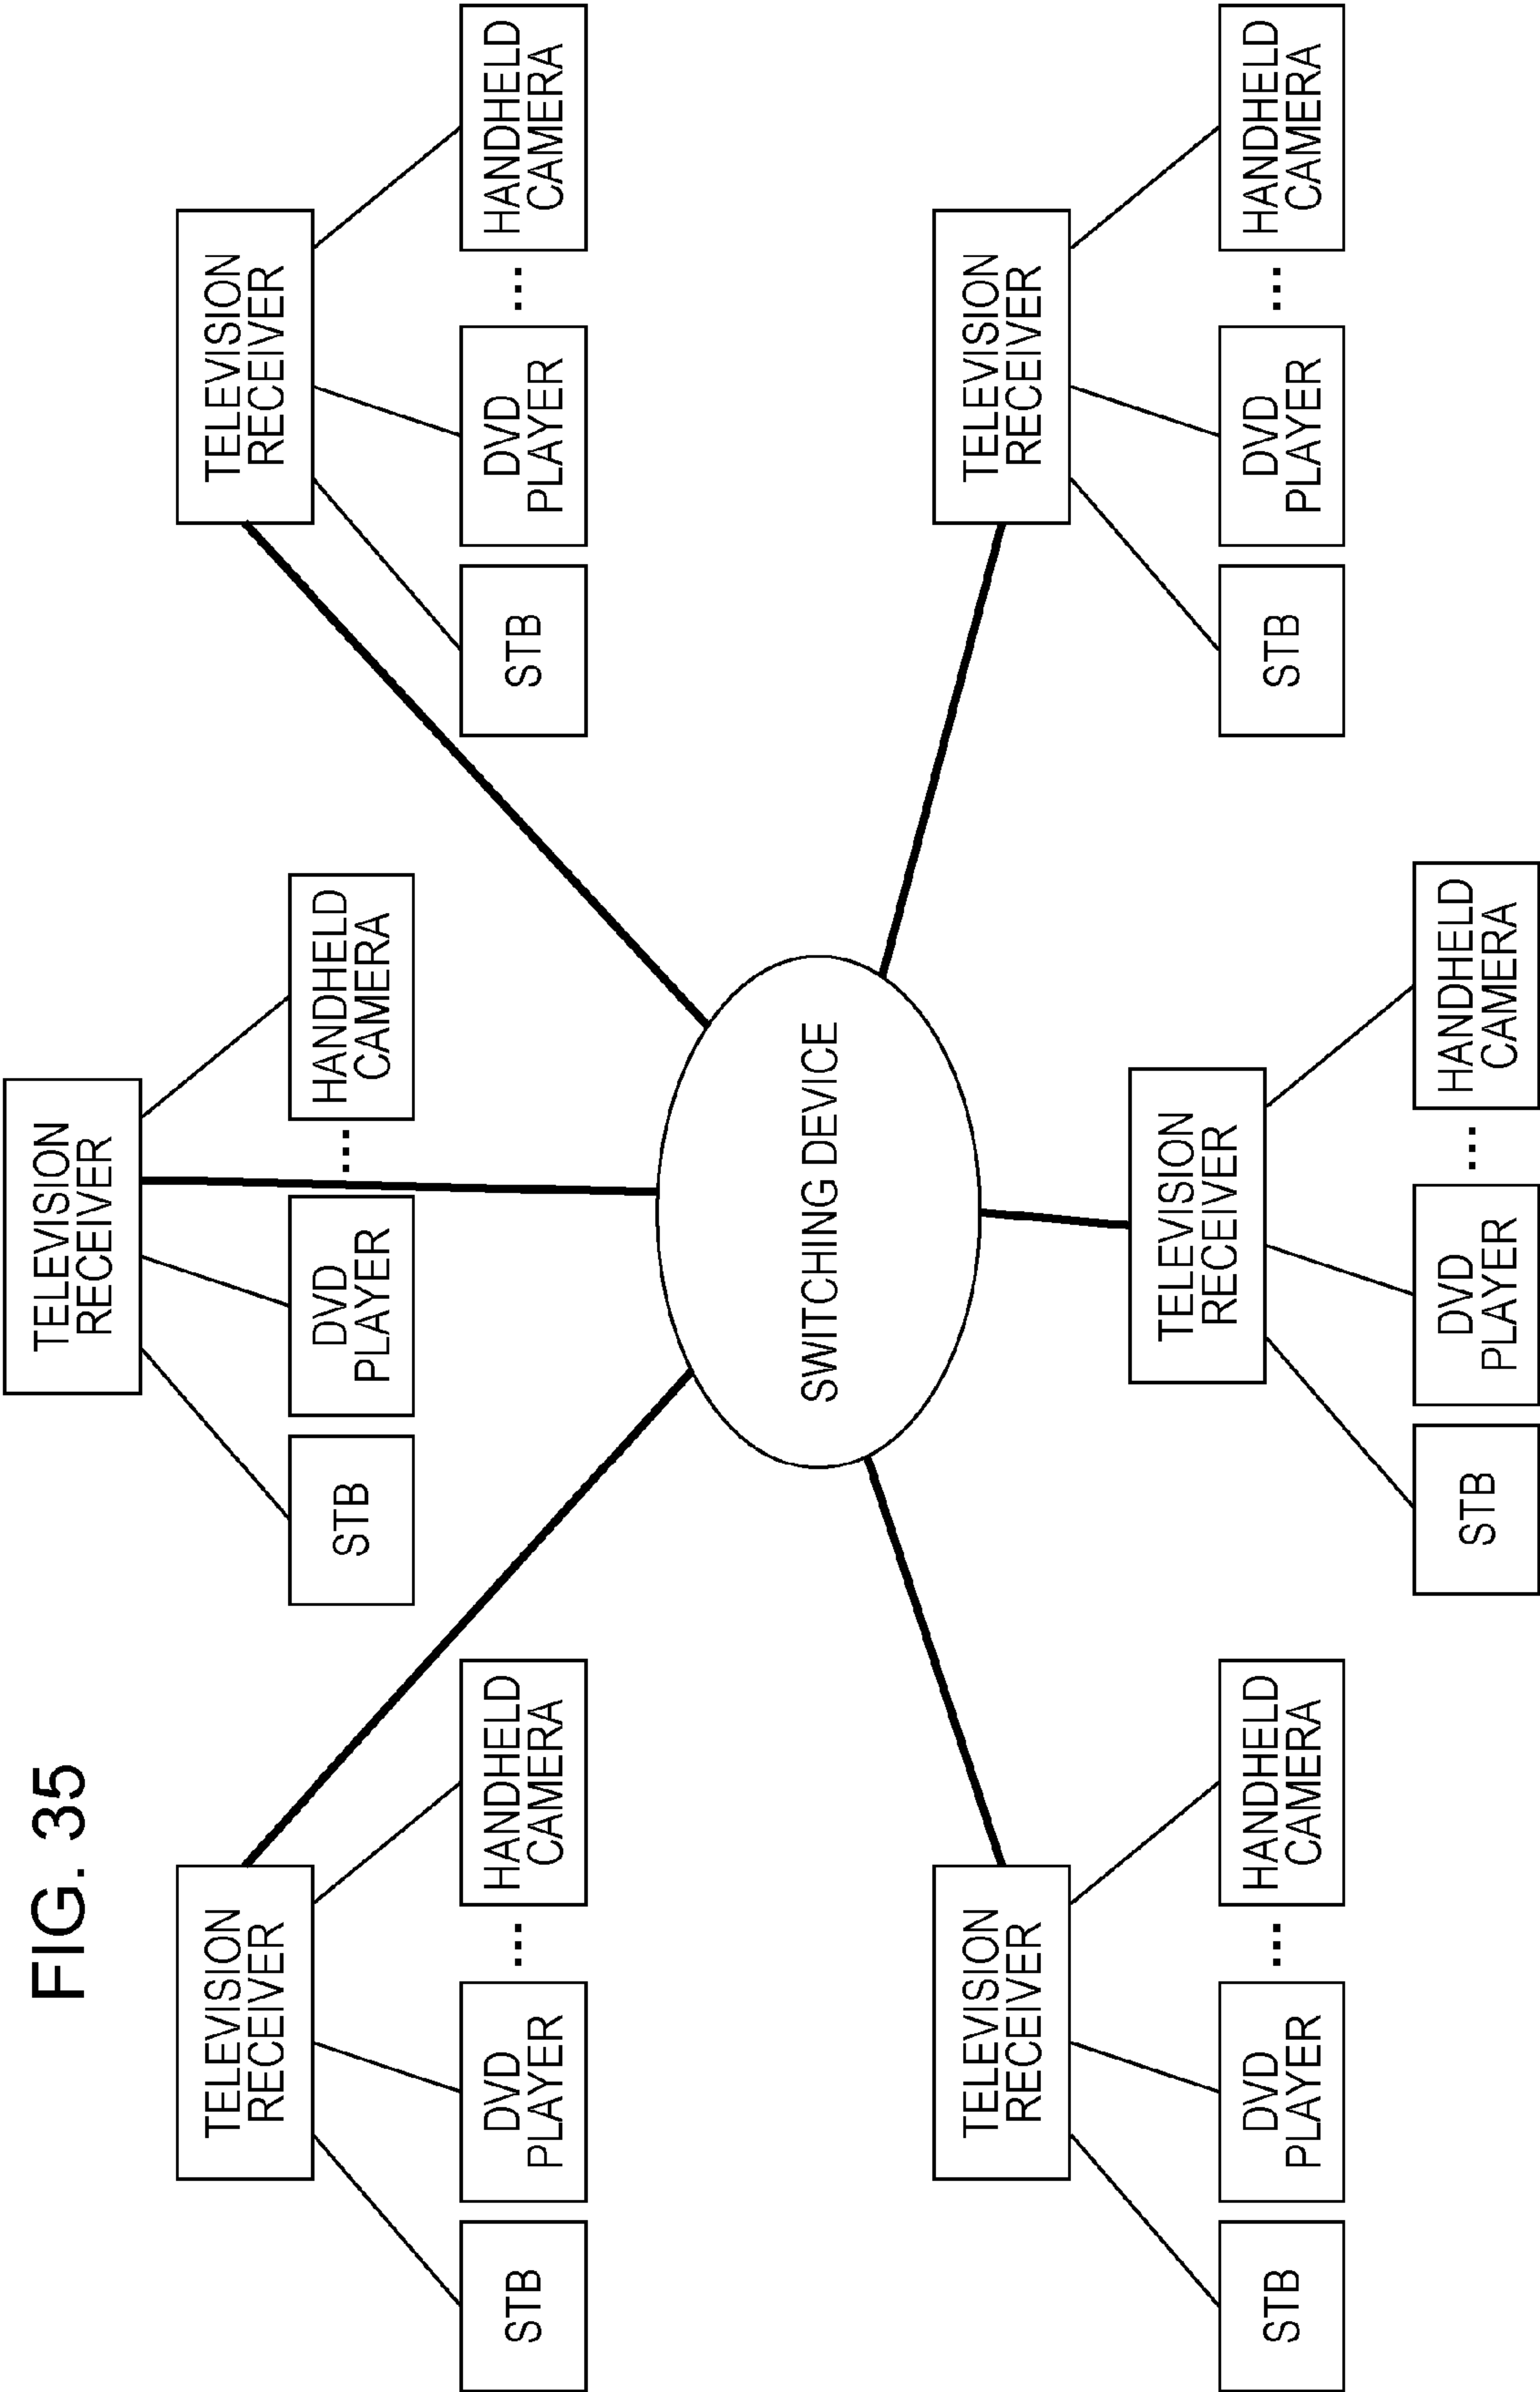 FIG. 35
TELEVISION
RECEIVER
STB
DVD
PLAYER
...
HANDHELD
CAMERA
TELEVISION
RECEIVER
STB
DVD
PLAYER
...
HANDHELD
CAMERA
TELEVISION
RECEIVER
STB
DVD
PLAYER
...
HANDHELD
CAMERA
SWITCHING DEVICE
TELEVISION
RECEIVER
STB
DVD
PLAYER
...
HANDHELD
CAMERA
TELEVISION
RECEIVER
STB
DVD
PLAYER
...
HANDHELD
CAMERA
TELEVISION
RECEIVER
STB
DVD
PLAYER
...
HANDHELD
CAMERA